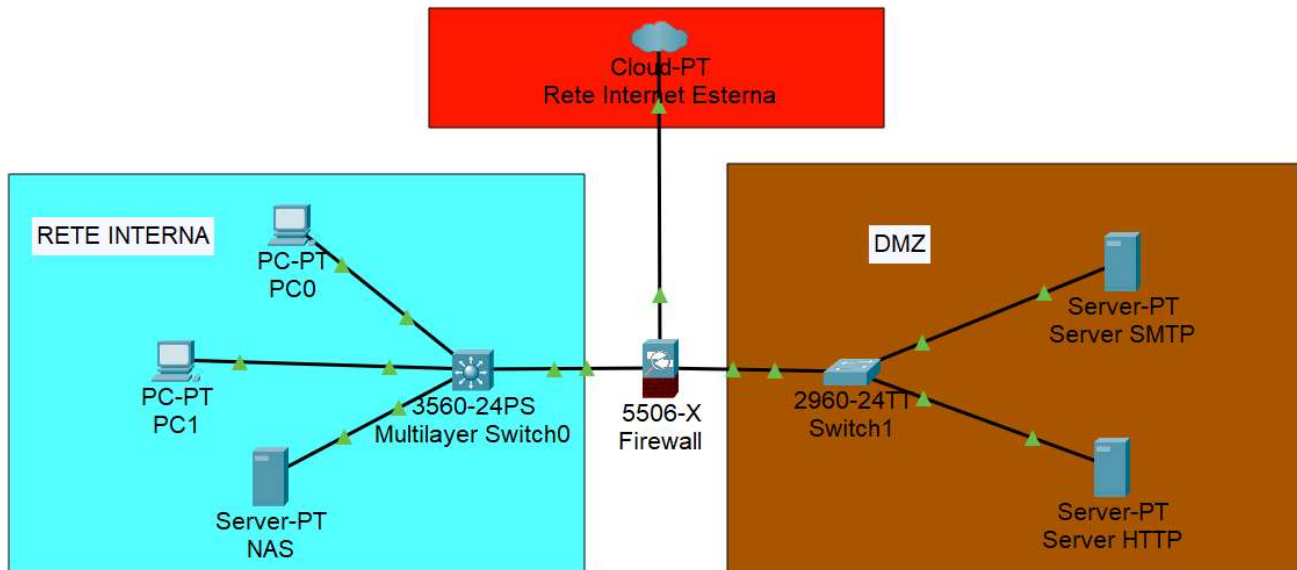 Cloud-PT
Rete Internet Esterna
RETE INTERNA
PC-PT
PC0
PC-PT
PC1
Server-PT
NAS
3560-24PS
Multilayer Switch0
5506-X
Firewall
DMZ
2960-24TT
Switch1
Server-PT
Server SMTP
Server-PT
Server HTTP